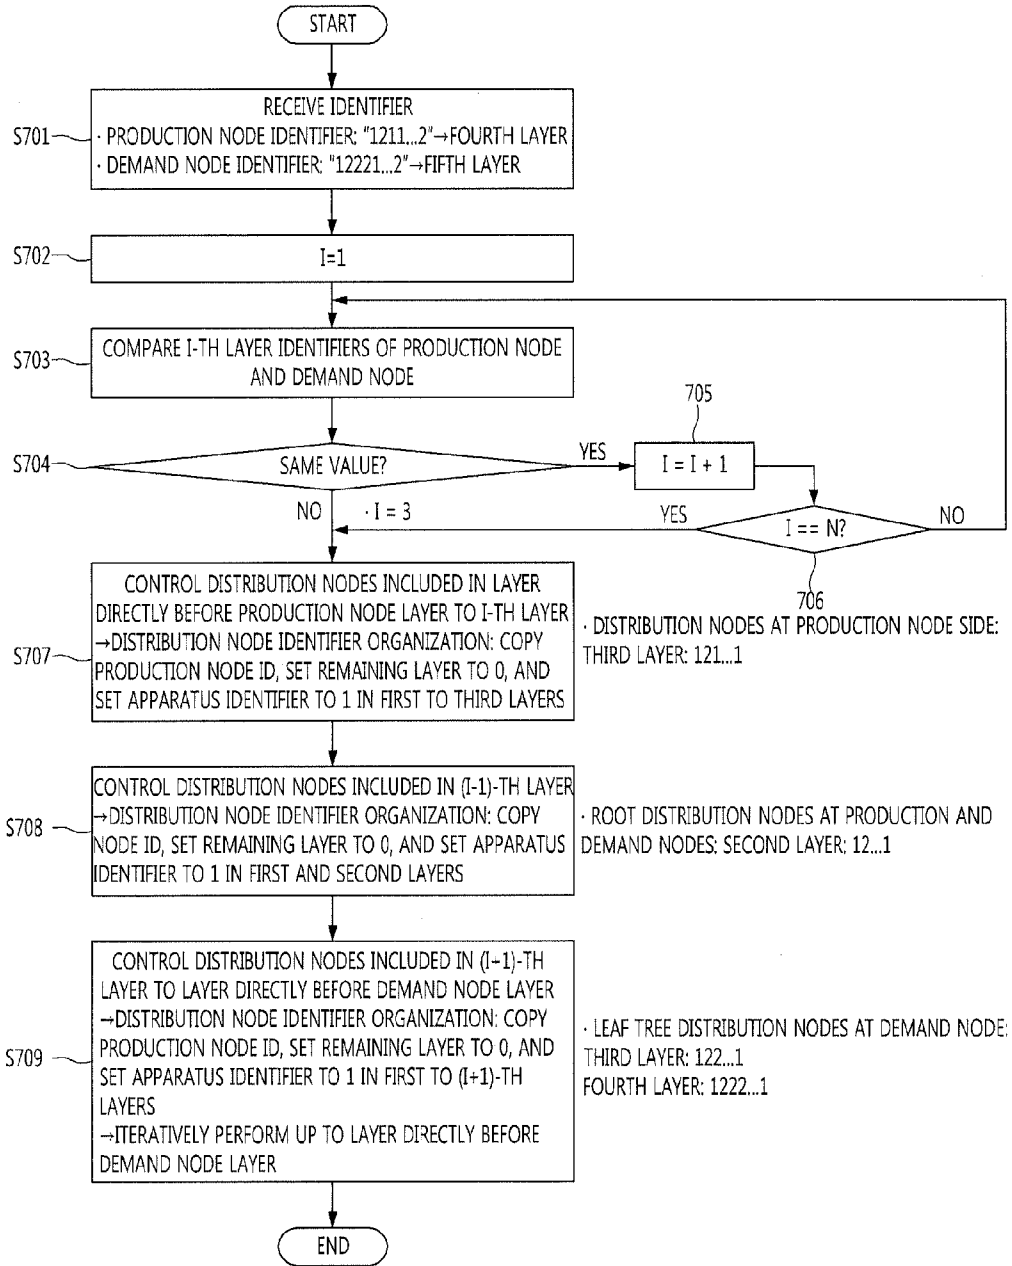 START
RECEIVE IDENTIFIER
S701
· PRODUCTION NODE IDENTIFIER: "1211...2"→FOURTH LAYER
· DEMAND NODE IDENTIFIER: "12221...2"→FIFTH LAYER
S702
I=1
S703
COMPARE I-TH LAYER IDENTIFIERS OF PRODUCTION NODE
AND DEMAND NODE
705
S704
SAME VALUE?
YES
I = I + 1
NO
· I = 3
YES
I == N?
NO
706
S707
CONTROL DISTRIBUTION NODES INCLUDED IN LAYER
DIRECTLY BEFORE PRODUCTION NODE LAYER TO I-TH LAYER
→DISTRIBUTION NODE IDENTIFIER ORGANIZATION: COPY
PRODUCTION NODE ID, SET REMAINING LAYER TO 0, AND
SET APPARATUS IDENTIFIER TO 1 IN FIRST TO THIRD LAYERS
· DISTRIBUTION NODES AT PRODUCTION NODE SIDE:
THIRD LAYER: 121...1
S708
CONTROL DISTRIBUTION NODES INCLUDED IN (I-1)-TH LAYER
→DISTRIBUTION NODE IDENTIFIER ORGANIZATION: COPY
NODE ID, SET REMAINING LAYER TO 0, AND SET APPARATUS
IDENTIFIER TO 1 IN FIRST AND SECOND LAYERS
· ROOT DISTRIBUTION NODES AT PRODUCTION AND
DEMAND NODES: SECOND LAYER: 12...1
S709
CONTROL DISTRIBUTION NODES INCLUDED IN (I+1)-TH
LAYER TO LAYER DIRECTLY BEFORE DEMAND NODE LAYER
→DISTRIBUTION NODE IDENTIFIER ORGANIZATION: COPY
PRODUCTION NODE ID, SET REMAINING LAYER TO 0, AND
SET APPARATUS IDENTIFIER TO 1 IN FIRST TO (I+1)-TH
LAYERS
→ITERATIVELY PERFORM UP TO LAYER DIRECTLY BEFORE
DEMAND NODE LAYER
· LEAF TREE DISTRIBUTION NODES AT DEMAND NODE:
THIRD LAYER: 122...1
FOURTH LAYER: 1222...1
END